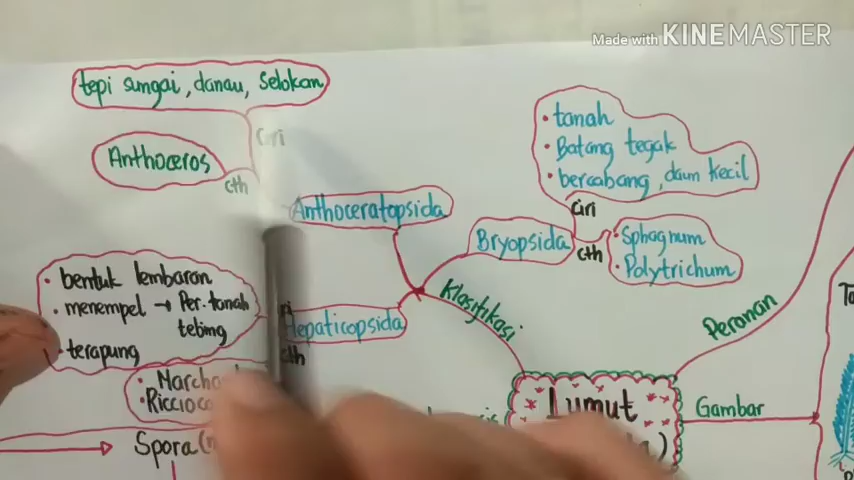 Made with KINEMASTER
tepi sungai, danau, selokan
Ciri
Anthoceros
cth
Anthoceratopsida
• tanah
• Batang tegak
• bercabang, daun kecil
Ciri
Bryopsida
cth
• Sphagnum
• Polytrichum
• bentuk lembaran
• menempel → Per. tanah
tebing
• terapung
Hepaticopsida
cth
Klasifikasi
Peranan
Lumut
Gambar
Spora